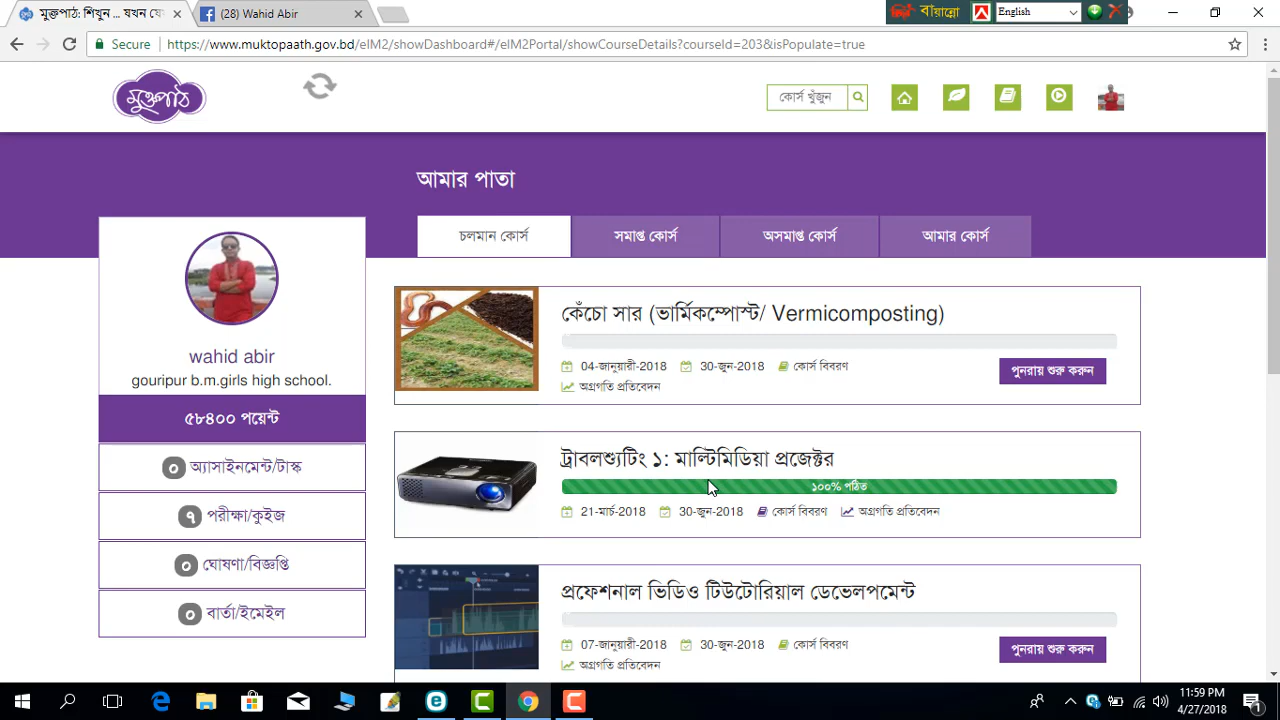 মুক্তপাঠ: শিখুন ... যখন যে
(20) Wahid Abir
বায়ান্নো
English
Secure
https://www.muktopaath.gov.bd/eIM2/showDashboard#/eIM2Portal/showCourseDetails?courseId=203&isPopulate=true
মুক্তপাঠ
কোর্স খুঁজুন
আমার পাতা
চলমান কোর্স
সমাপ্ত কোর্স
অসমাপ্ত কোর্স
আমার কোর্স
wahid abir
gouripur b.m.girls high school.
৫৮৪০০ পয়েন্ট
০ অ্যাসাইনমেন্ট/টাস্ক
৭ পরীক্ষা/কুইজ
০ ঘোষণা/বিজ্ঞপ্তি
০ বার্তা/ইমেইল
কেঁচো সার (ভার্মিকম্পোস্ট/ Vermicomposting)
04-জানুয়ারী-2018 30-জুন-2018 কোর্স বিবরণ
অগ্রগতি প্রতিবেদন
পুনরায় শুরু করুন
ট্রাবলশ্যুটিং ১: মাল্টিমিডিয়া প্রজেক্টর
১০০% পঠিত
21-মার্চ-2018 30-জুন-2018 কোর্স বিবরণ অগ্রগতি প্রতিবেদন
প্রফেশনাল ভিডিও টিউটোরিয়াল ডেভেলপমেন্ট
07-জানুয়ারী-2018 30-জুন-2018 কোর্স বিবরণ
অগ্রগতি প্রতিবেদন
পুনরায় শুরু করুন
11:59 PM
4/27/2018